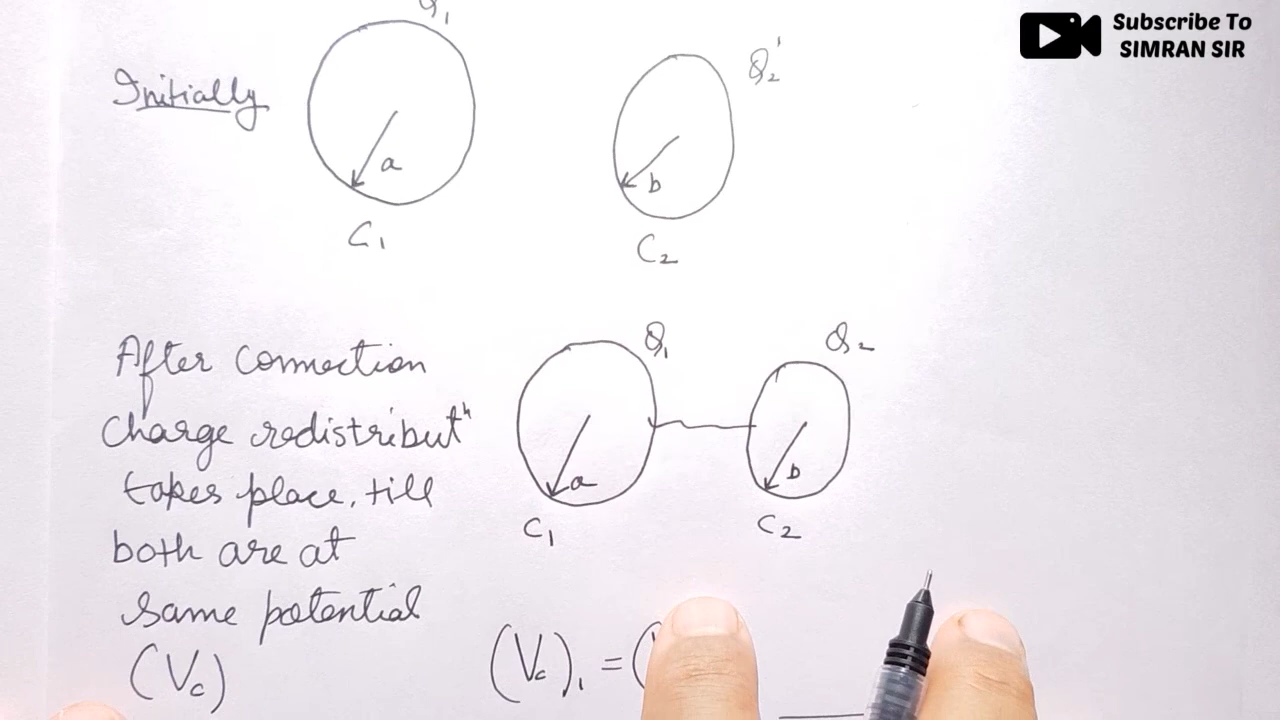 Subscribe To
SIMRAN SIR
Q₁
Initially
Q₂'
a
b
C₁
C₂
After Connection
Charge redistributⁿ
takes place, till
both are at
same potential
(Vc)
Q₁
Q₂
a
b
C₁
C₂
(Vc)₁ = (